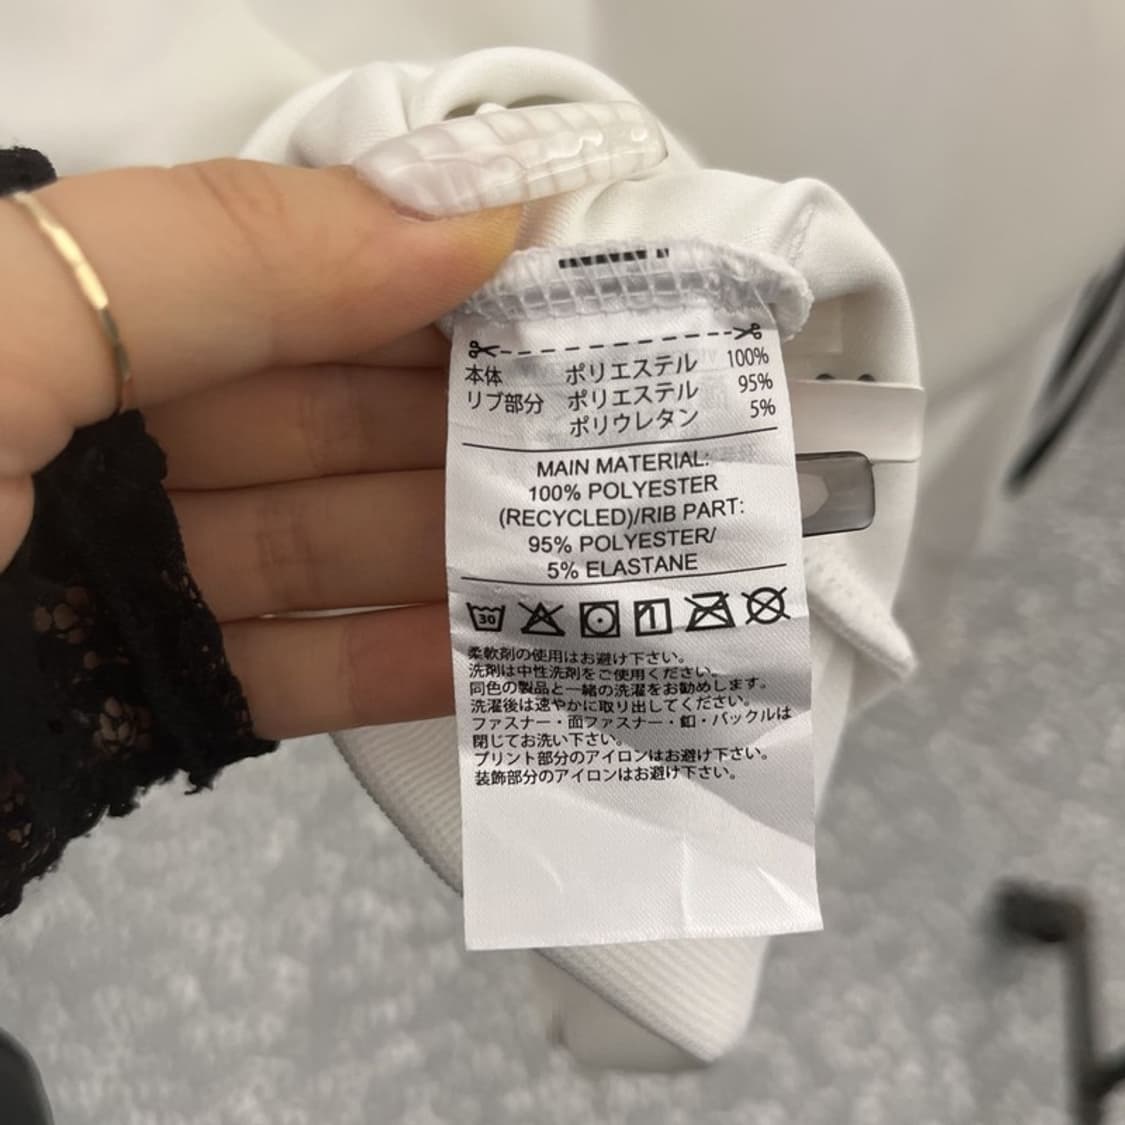 本体 ポリエステル 100%
リブ部分 ポリエステル 95%
ポリウレタン 5%
MAIN MATERIAL:
100% POLYESTER
(RECYCLED)/RIB PART:
95% POLYESTER/
5% ELASTANE
30
柔軟剤の使用はお避け下さい。
洗剤は中性洗剤をご使用ください。
同色の製品と一緒の洗濯をお勧めします。
洗濯後は速やかに取り出してください。
ファスナー・面ファスナー・釦・バックルは
閉じてお洗い下さい。
プリント部分のアイロンはお避け下さい。
装飾部分のアイロンはお避け下さい。